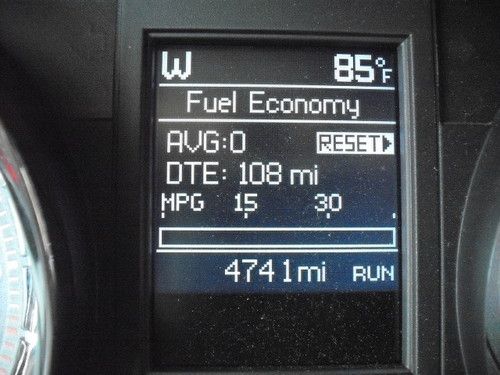 W 85°F
Fuel Economy
AVG:0 RESET
DTE: 108 mi
MPG 15 30
4741mi RUN